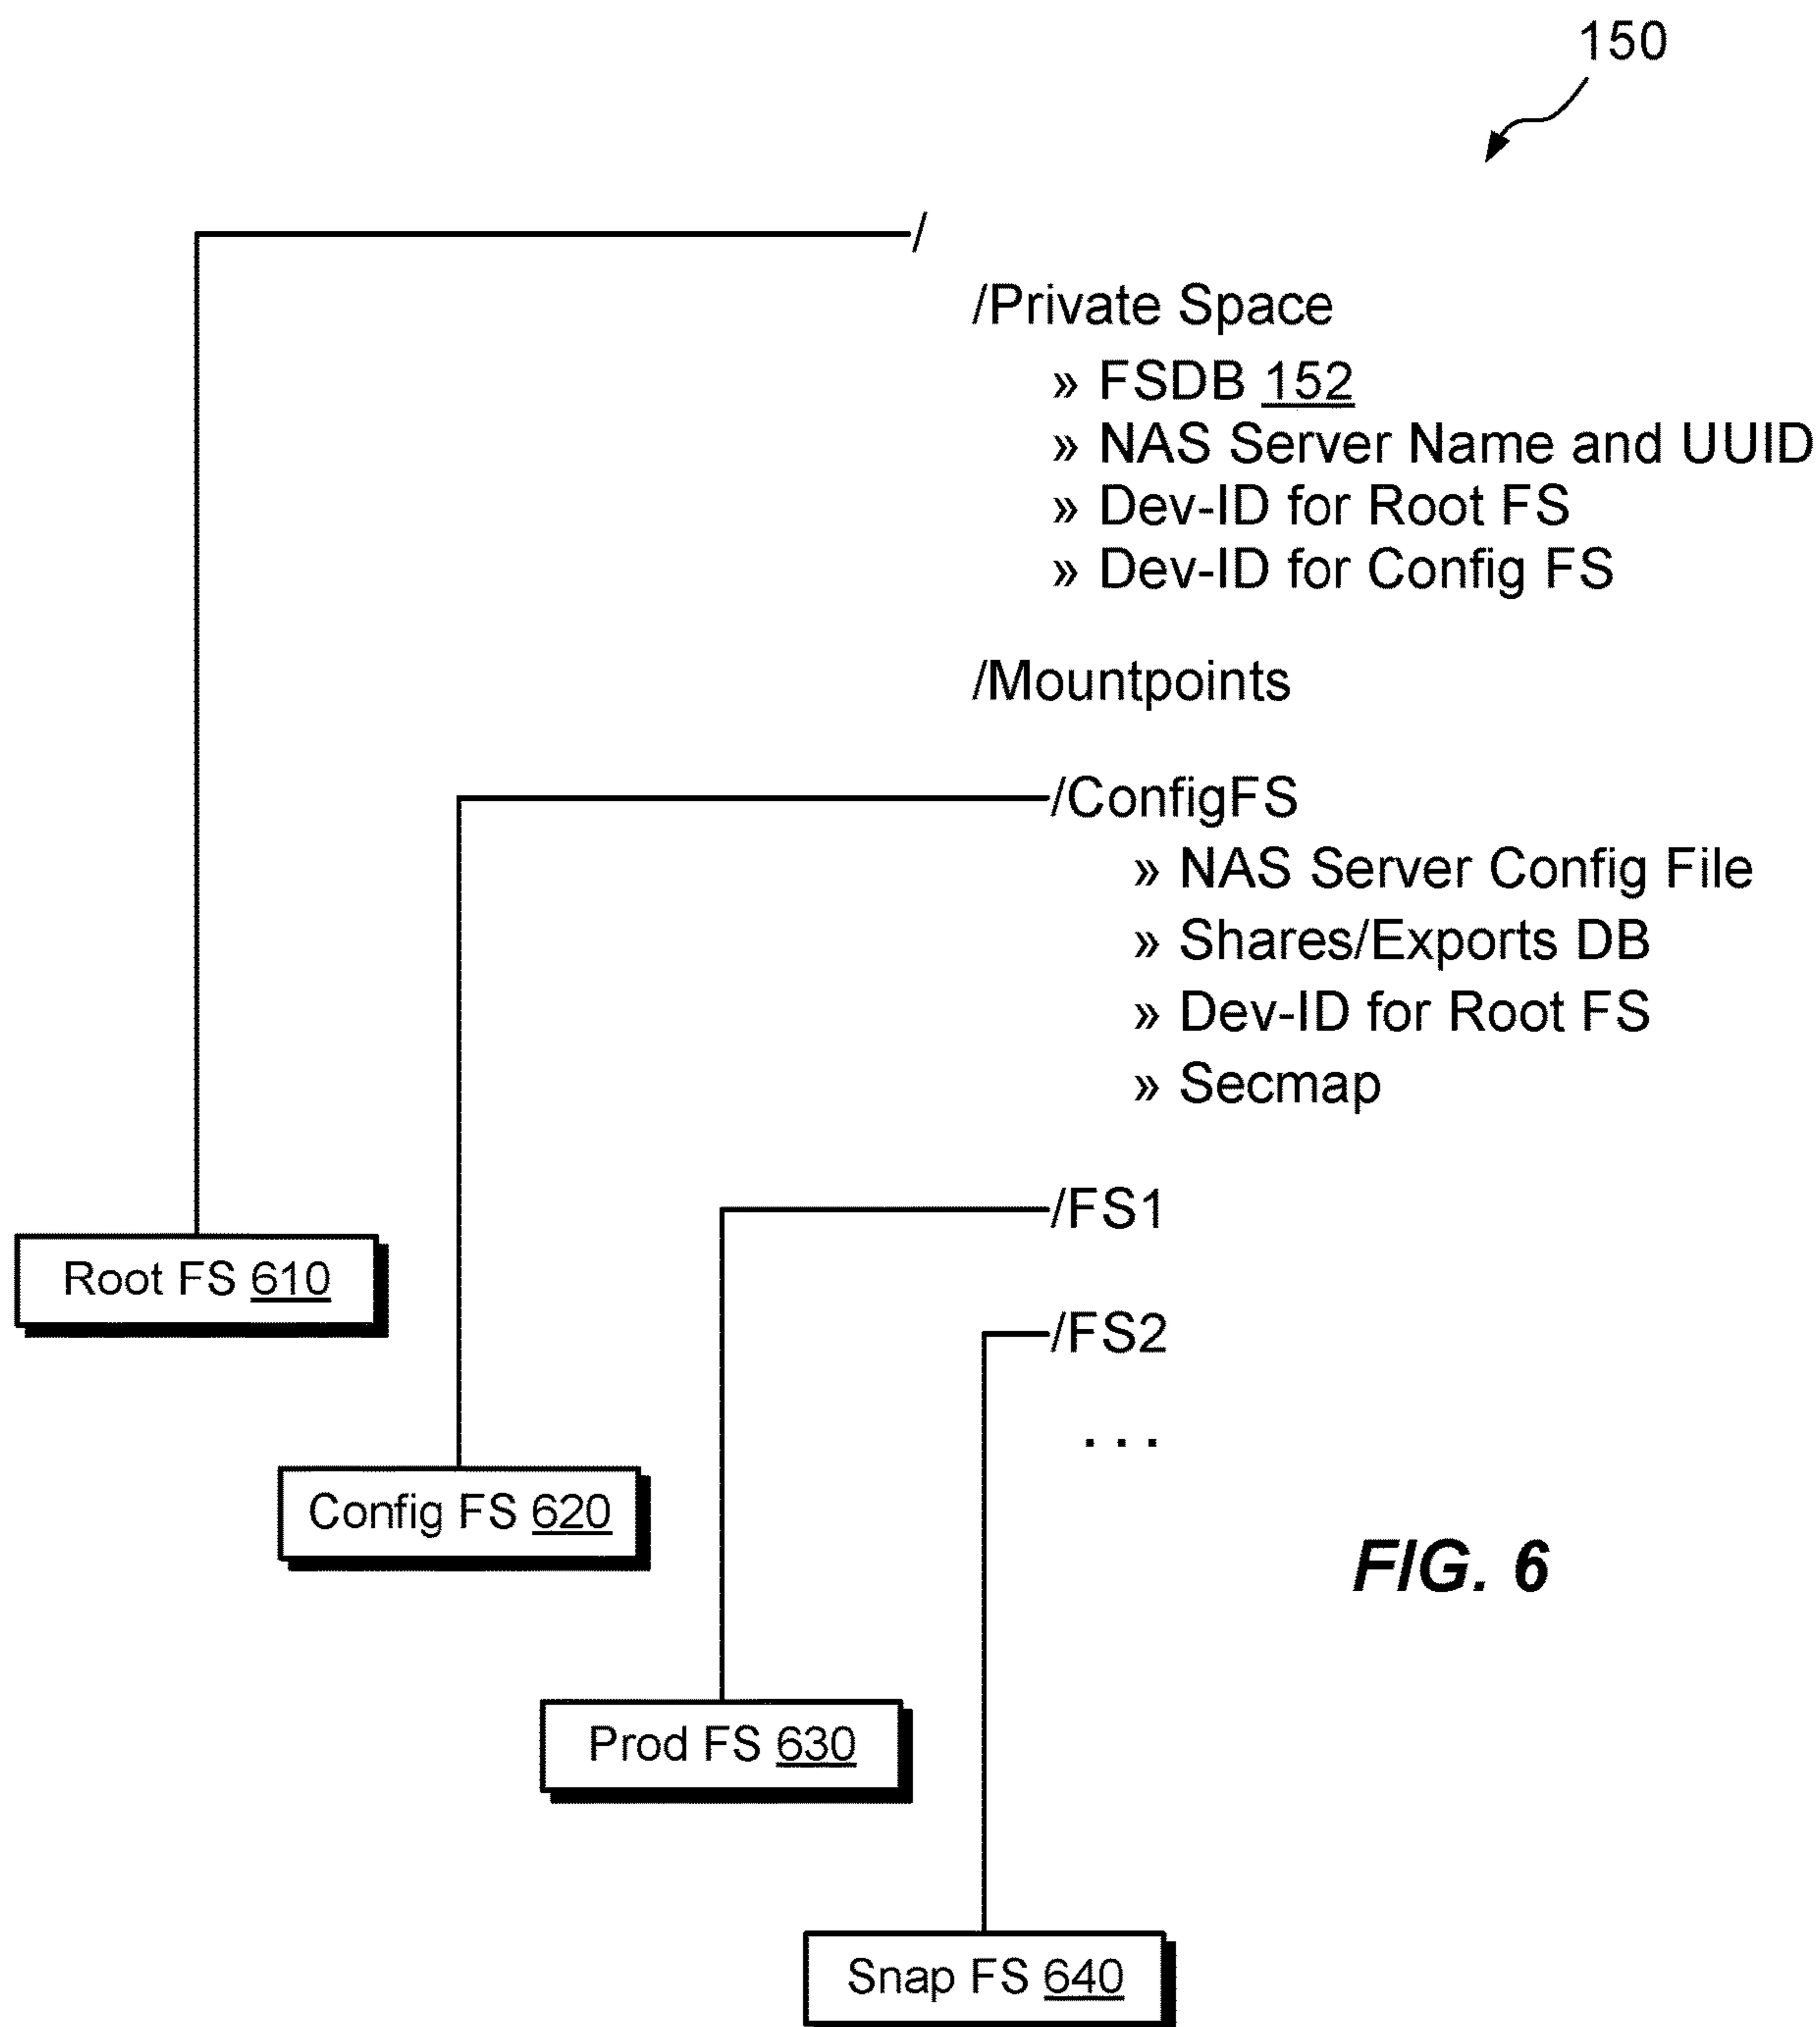 150
/
/Private Space
» FSDB 152
» NAS Server Name and UUID
» Dev-ID for Root FS
» Dev-ID for Config FS
/Mountpoints
/ConfigFS
» NAS Server Config File
» Shares/Exports DB
» Dev-ID for Root FS
» Secmap
/FS1
Root FS 610
/FS2
. . .
Config FS 620
FIG. 6
Prod FS 630
Snap FS 640